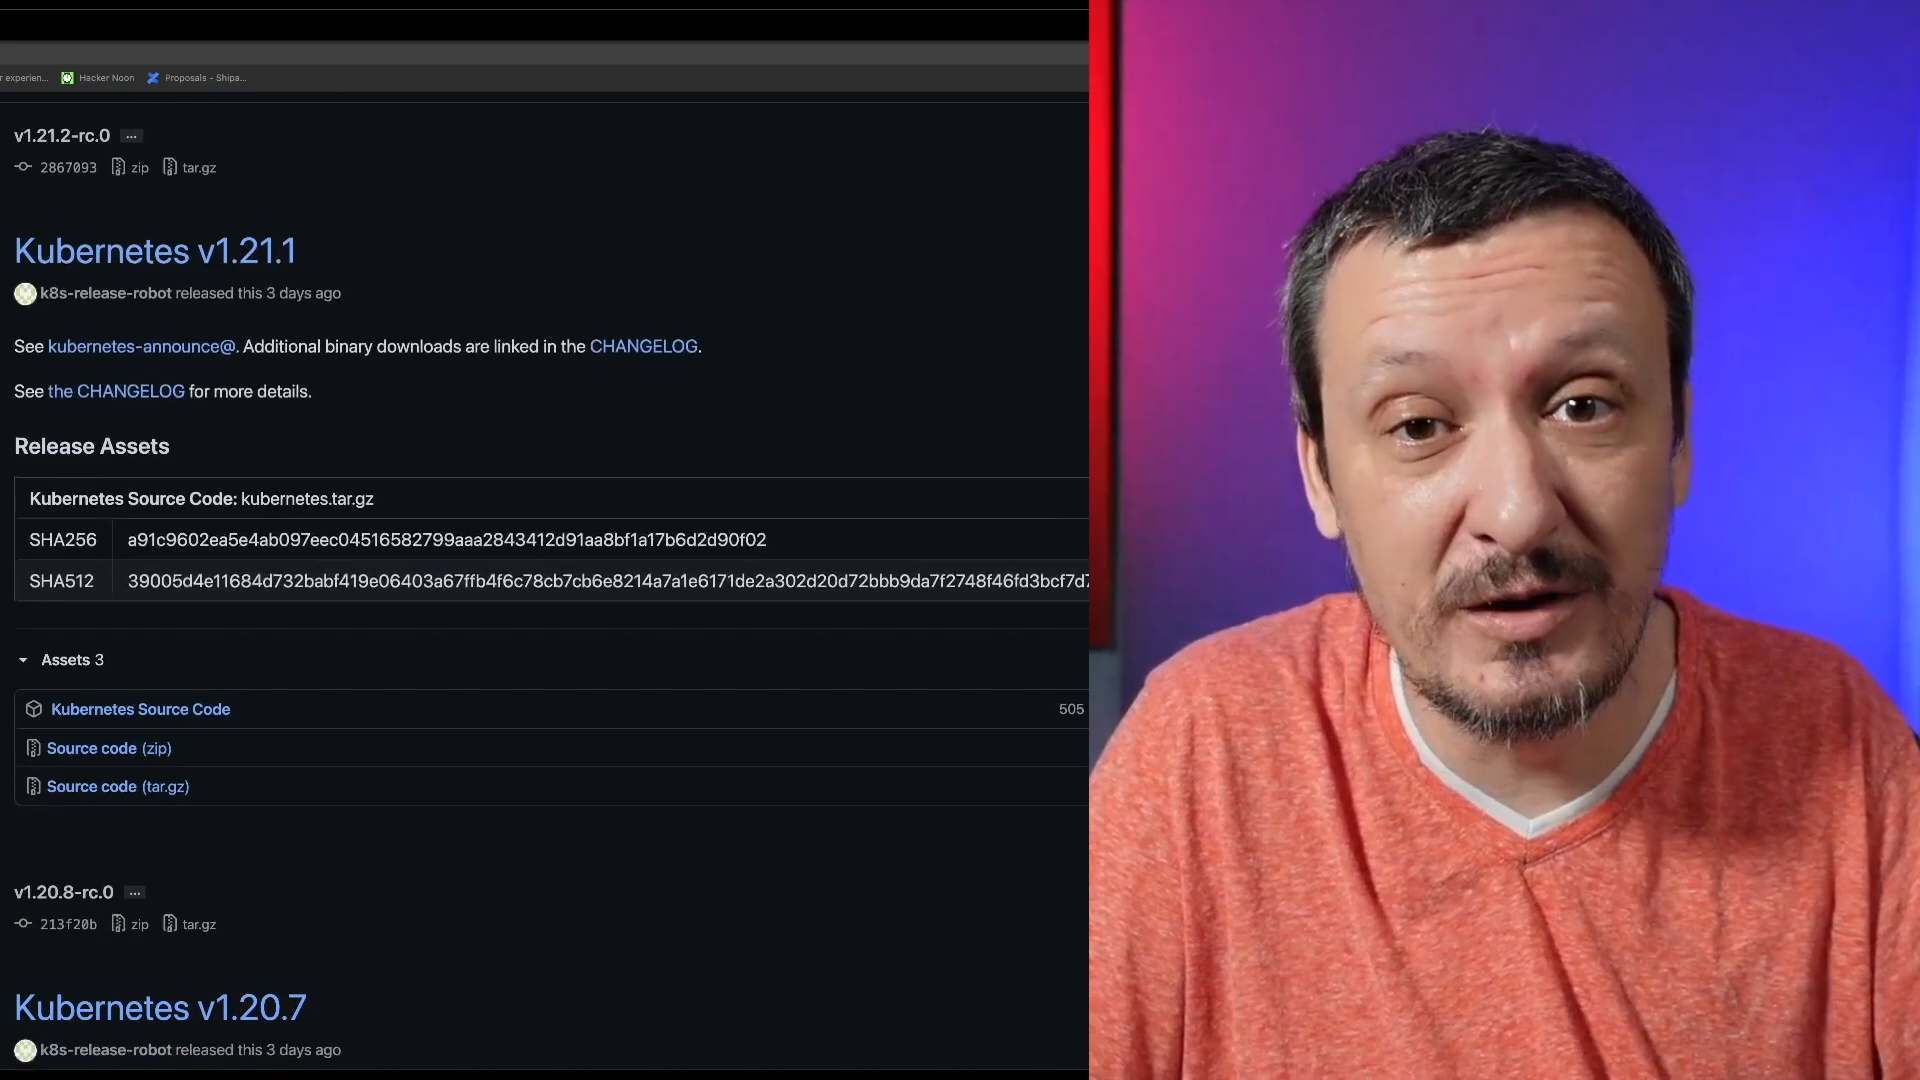 r experien... Hacker Noon Proposals - Shipa...
v1.21.2-rc.0 ...
2867093 zip tar.gz
Kubernetes v1.21.1
k8s-release-robot released this 3 days ago
See kubernetes-announce@. Additional binary downloads are linked in the CHANGELOG.
See the CHANGELOG for more details.
Release Assets
Kubernetes Source Code: kubernetes.tar.gz
SHA256 a91c9602ea5e4ab097eec04516582799aaa2843412d91aa8bf1a17b6d2d90f02
SHA512 39005d4e11684d732babf419e06403a67ffb4f6c78cb7cb6e8214a7a1e6171de2a302d20d72bbb9da7f2748f46fd3bcf7d7
Assets 3
Kubernetes Source Code 505
Source code (zip)
Source code (tar.gz)
v1.20.8-rc.0 ...
213f20b zip tar.gz
Kubernetes v1.20.7
k8s-release-robot released this 3 days ago